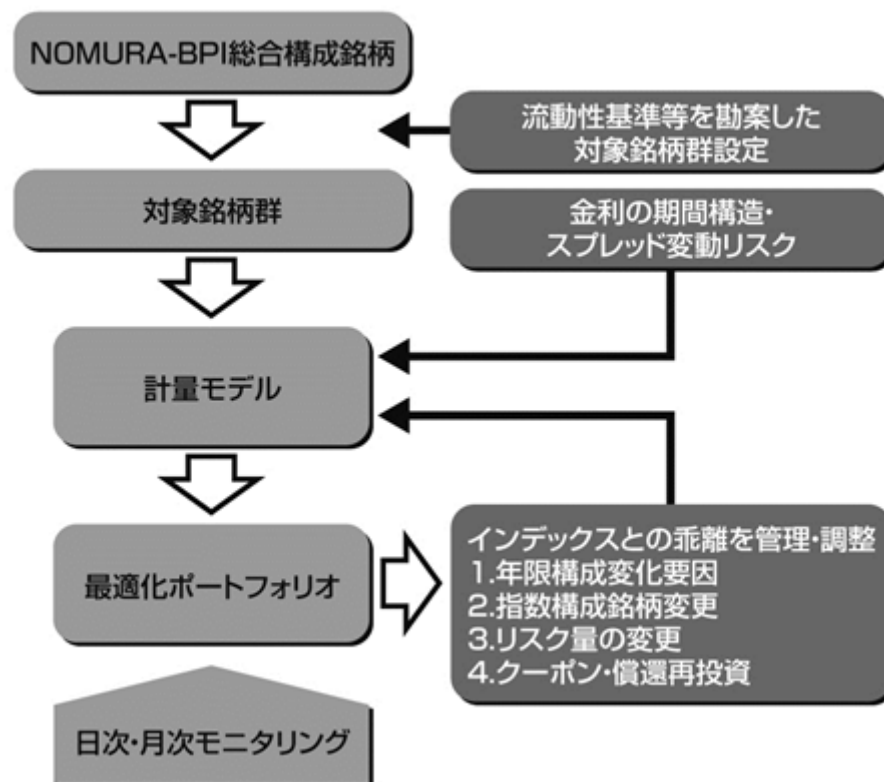 NOMURA-BPI総合構成銘柄
流動性基準等を勘案した
対象銘柄群設定
対象銘柄群
金利の期間構造・
スプレッド変動リスク
計量モデル
最適化ポートフォリオ
インデックスとの乖離を管理・調整
1.年限構成変化要因
2.指数構成銘柄変更
3.リスク量の変更
4.クーポン・償還再投資
日次・月次モニタリング